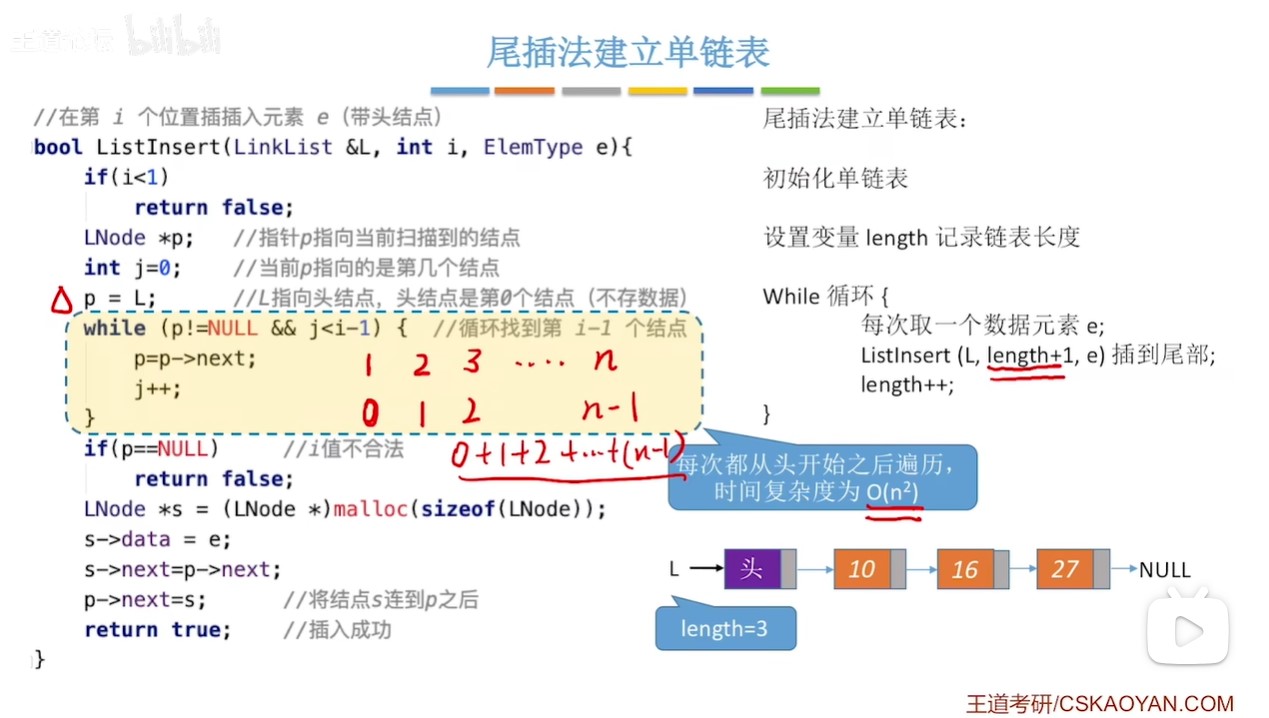 尾插法建立单链表
//在第 i 个位置插插入元素 e（带头结点）
bool ListInsert(LinkList &L, int i, ElemType e){
if(i<1)
return false;
LNode *p; //指针p指向当前扫描到的结点
int j=0; //当前p指向的是第几个结点
Δ p = L; //L指向头结点，头结点是第0个结点（不存数据）
while (p!=NULL && j<i-1) { //循环找到第 i-1 个结点
p=p->next;
j++;
}
1 2 3 ···· n
0 1 2 n-1
0+1+2+···+(n-1)
if(p==NULL) //i值不合法
return false;
LNode *s = (LNode *)malloc(sizeof(LNode));
s->data = e;
s->next=p->next;
p->next=s; //将结点s连到p之后
return true; //插入成功
}
尾插法建立单链表：
初始化单链表
设置变量 length 记录链表长度
While 循环 {
每次取一个数据元素 e;
ListInsert (L, length+1, e) 插到尾部;
length++;
}
每次都从头开始之后遍历，
时间复杂度为 O(n²)
L 头 10 16 27 NULL
length=3
王道考研/CSKAOYAN.COM